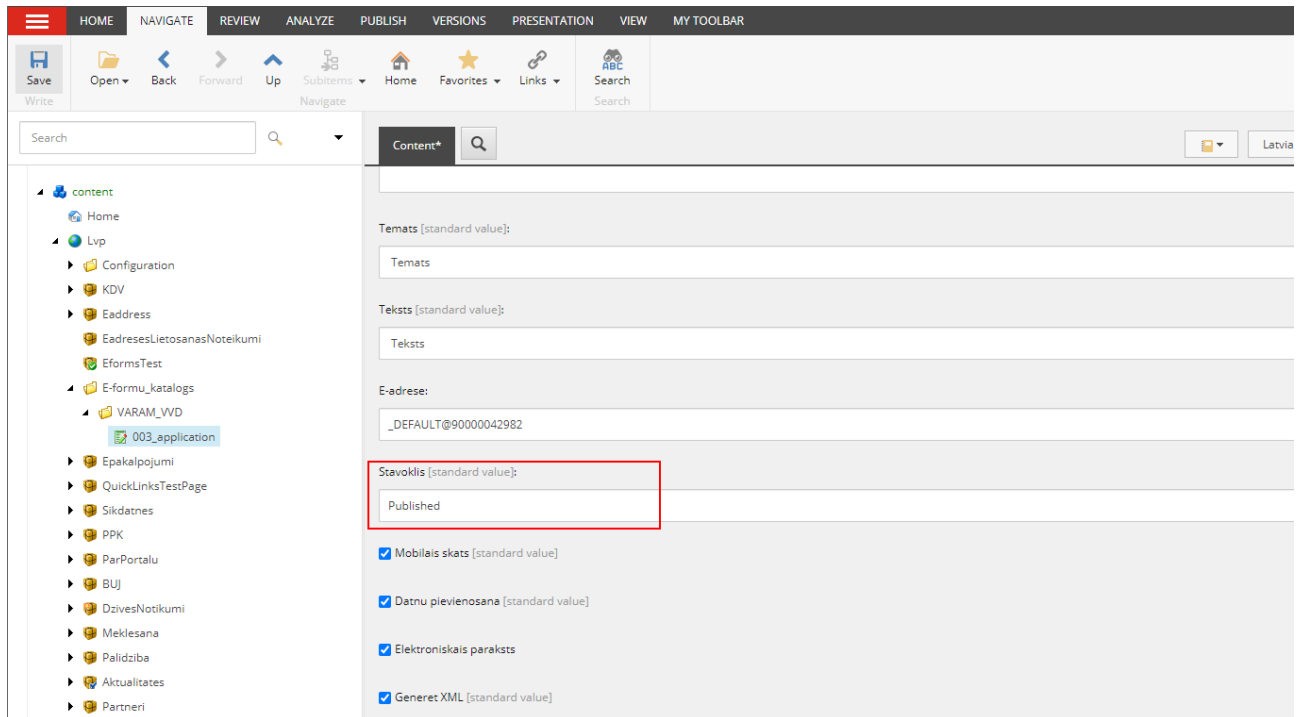 HOME NAVIGATE REVIEW ANALYZE PUBLISH VERSIONS PRESENTATION VIEW MY TOOLBAR
ABC
Save Open Back Forward Up Subitems Home Favorites Links Search
Write Navigate Search
Search
Content*
Latvia
content
Home
Lvp
Configuration
KDV
Eaddress
EadresesLietosanasNoteikumi
EformsTest
E-formu_katalogs
VARAM_VVD
003_application
Epakalpojumi
QuickLinksTestPage
Sikdatnes
PPK
ParPortalu
BUJ
DzivesNotikumi
Meklesana
Palidziba
Aktualitates
Partneri
Temats [standard value]:
Temats
Teksts [standard value]:
Teksts
E-adrese:
_DEFAULT@90000042982
Stavoklis [standard value]:
Published
Mobilais skats [standard value]
Datnu pievienosana [standard value]
Elektroniskais paraksts
Generet XML [standard value]